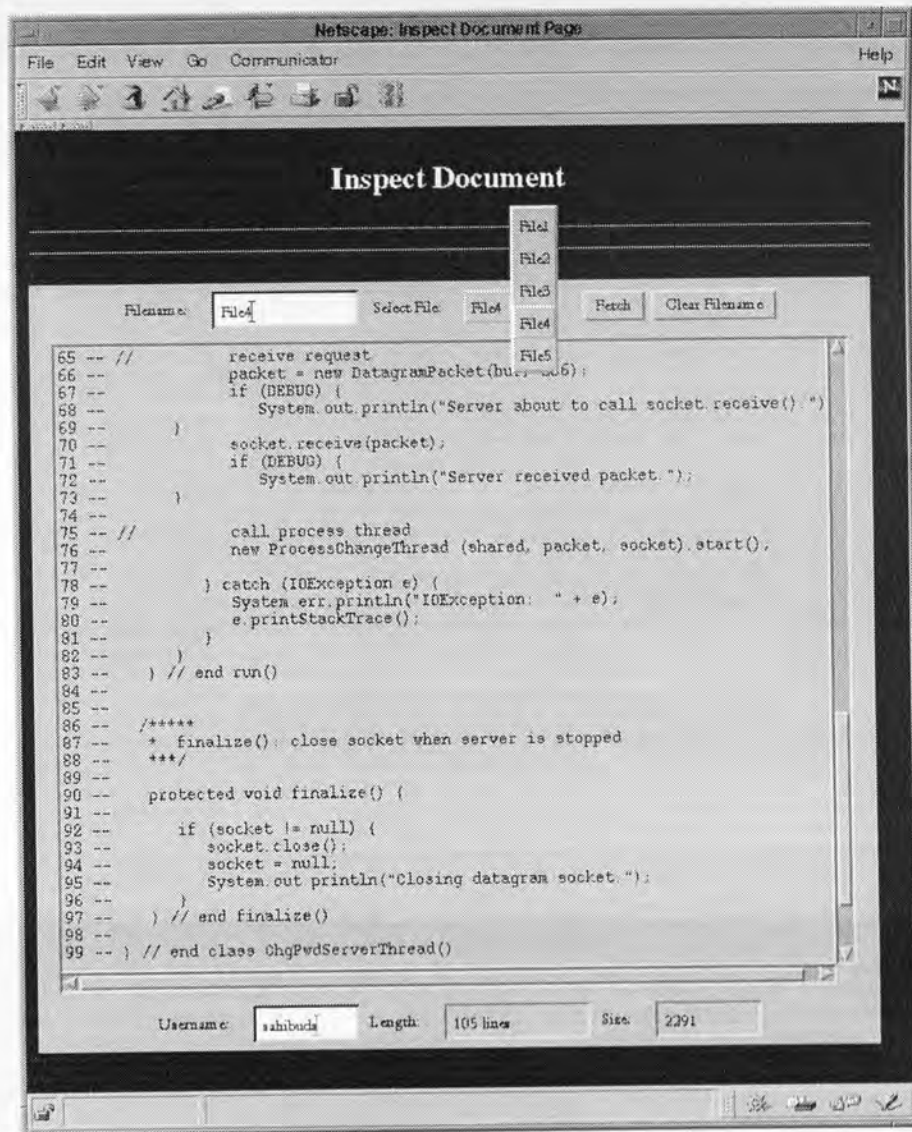 Netscape: Inspect Document Page
File Edit View Go Communicator Help
N
Inspect Document
File1
File2
File3
File4
File5
Filename: File4 Select File: File4 Fetch Clear Filename
65 -- // receive request
66 -- packet = new DatagramPacket(buf, 6);
67 -- if (DEBUG) {
68 -- System.out.println("Server about to call socket.receive().")
69 -- }
70 -- socket.receive(packet);
71 -- if (DEBUG) {
72 -- System.out.println("Server received packet.");
73 -- }
74 --
75 -- // call process thread
76 -- new ProcessChangeThread (shared, packet, socket).start();
77 --
78 -- } catch (IOException e) {
79 -- System.err.println("IOException: " + e);
80 -- e.printStackTrace();
81 -- }
82 -- }
83 -- } // end run()
84 --
85 --
86 -- /*****
87 -- * finalize(): close socket when server is stopped
88 -- ***/
89 --
90 -- protected void finalize() {
91 --
92 -- if (socket != null) {
93 -- socket.close();
94 -- socket = null;
95 -- System.out.println("Closing datagram socket.");
96 -- }
97 -- } // end finalize()
98 --
99 -- } // end class ChgPwdServerThread()
Username: sahibuda Length: 105 lines Size: 2391